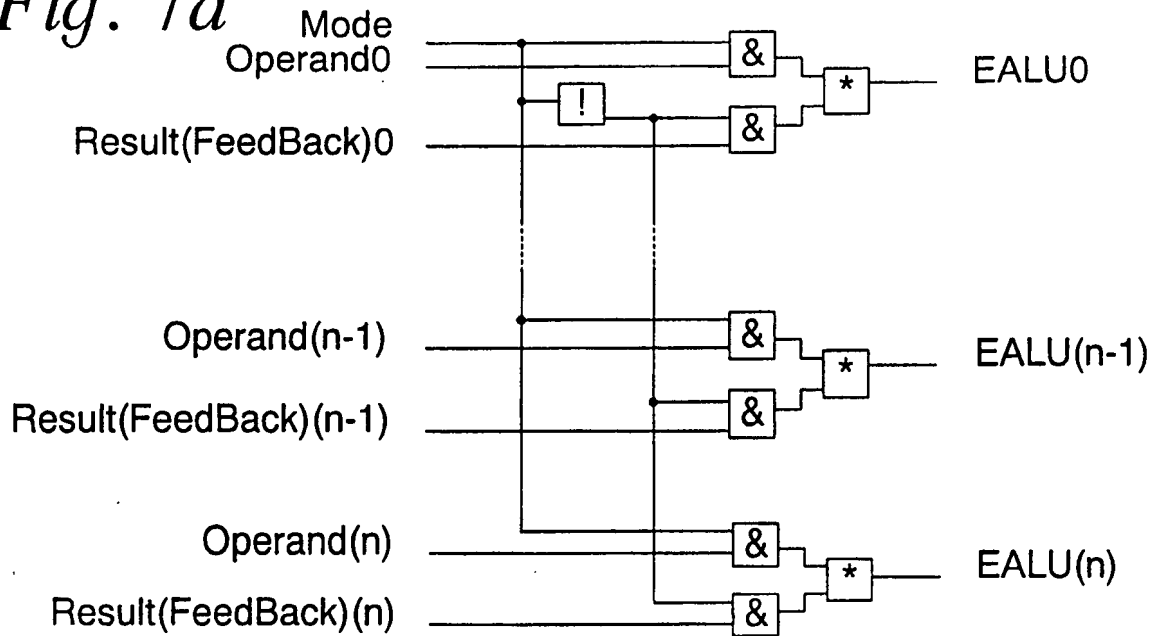 Fig. 7a
Mode
Operand0
Result(FeedBack)0
&
*
EALU0
!
&
Operand(n-1)
Result(FeedBack)(n-1)
&
*
EALU(n-1)
&
Operand(n)
Result(FeedBack)(n)
&
*
EALU(n)
&